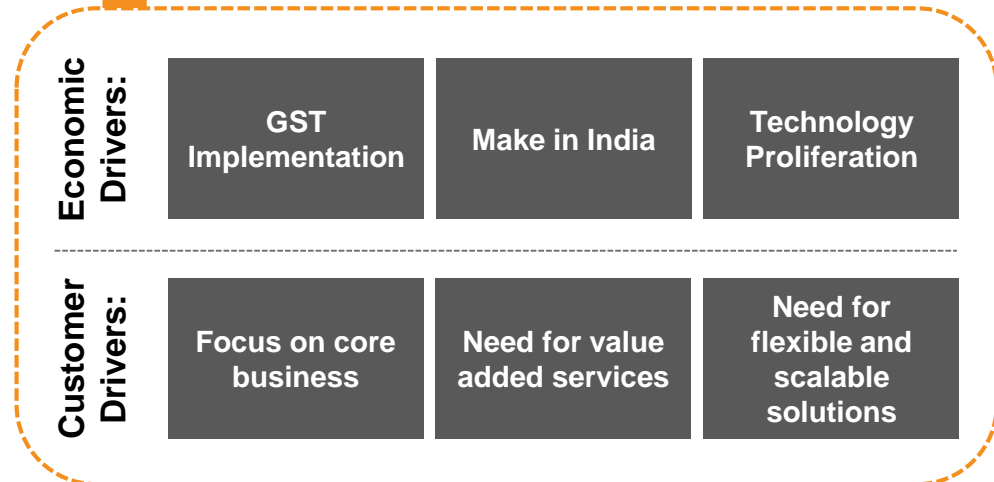 Economic
Drivers:
GST
Implementation
Make in India
Technology
Proliferation
Customer
Drivers:
Focus on core
business
Need for value
added services
Need for
flexible and
scalable
solutions